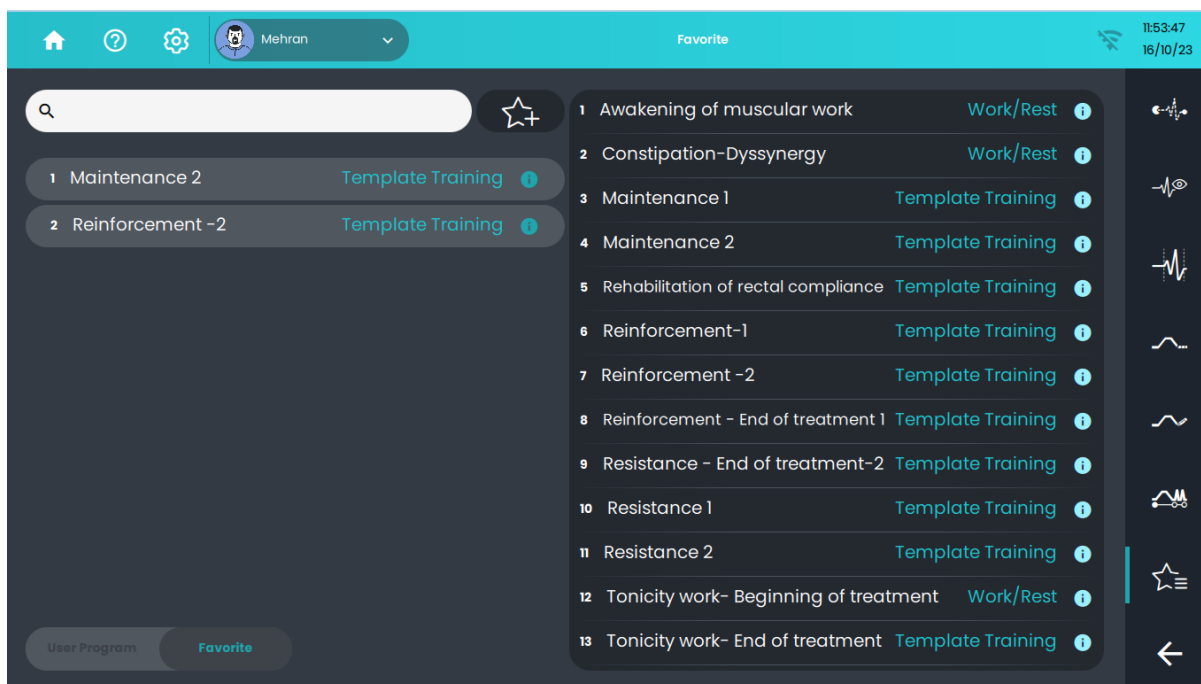 Mehran
Favorite
11:53:47
16/10/23
1 Maintenance 2 Template Training
2 Reinforcement -2 Template Training
1 Awakening of muscular work Work/Rest
2 Constipation-Dyssynergy Work/Rest
3 Maintenance 1 Template Training
4 Maintenance 2 Template Training
5 Rehabilitation of rectal compliance Template Training
6 Reinforcement-1 Template Training
7 Reinforcement -2 Template Training
8 Reinforcement - End of treatment 1 Template Training
9 Resistance - End of treatment-2 Template Training
10 Resistance 1 Template Training
11 Resistance 2 Template Training
12 Tonicity work- Beginning of treatment Work/Rest
13 Tonicity work- End of treatment Template Training
User Program Favorite